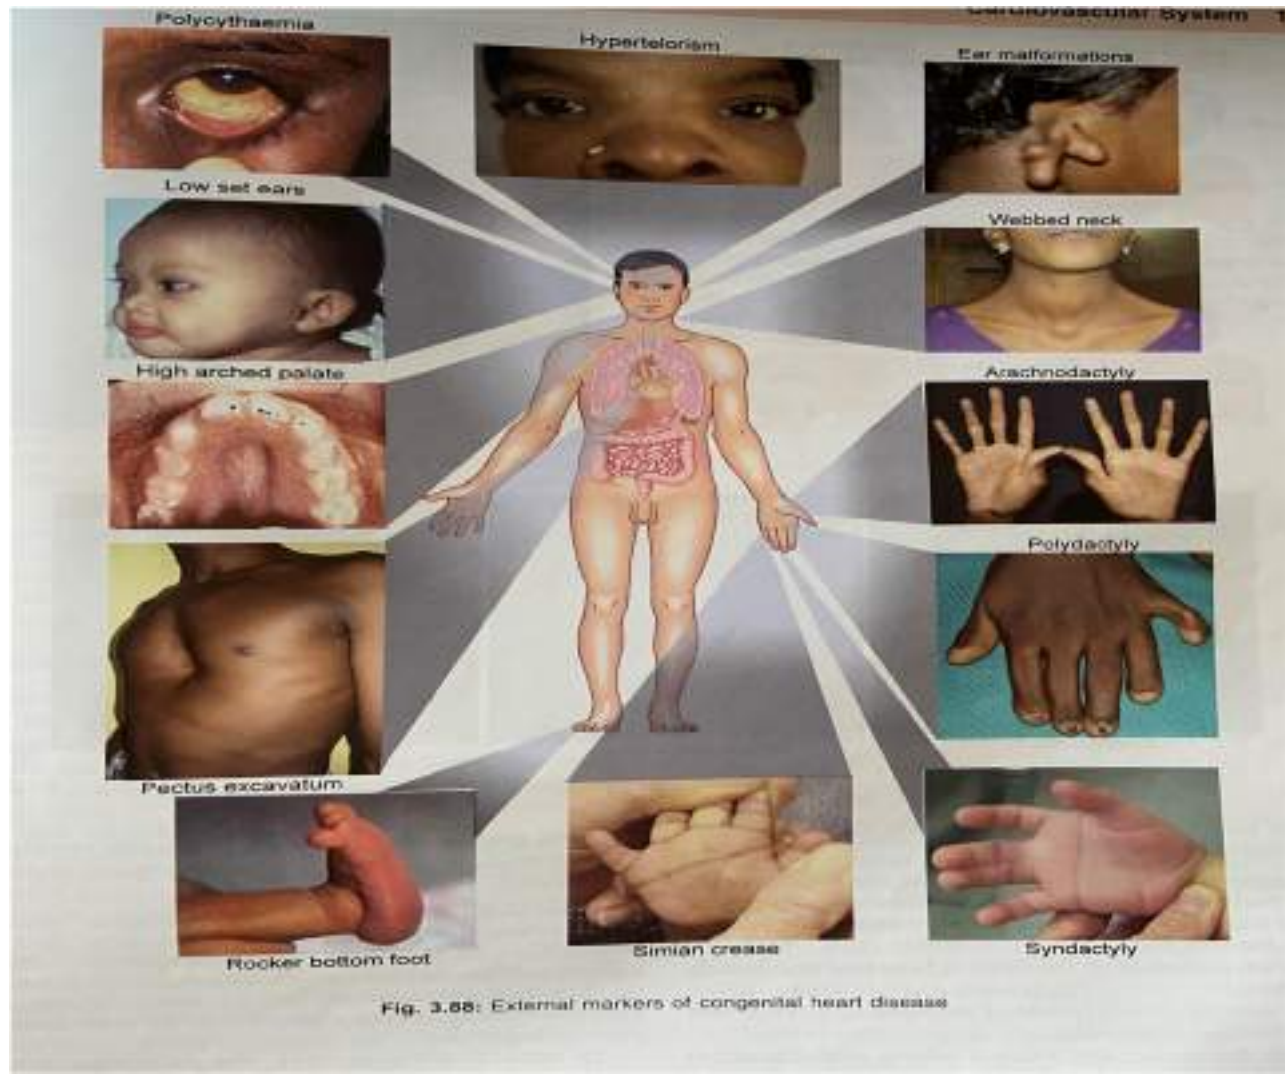 Cardiovascular System
Polycythaemia
Hypertelorism
Ear malformations
Low set ears
Webbed neck
High arched palate
Arachnodactyly
Polydactyly
Pectus excavatum
Rocker bottom foot
Simian crease
Syndactyly
Fig. 3.88: External markers of congenital heart disease